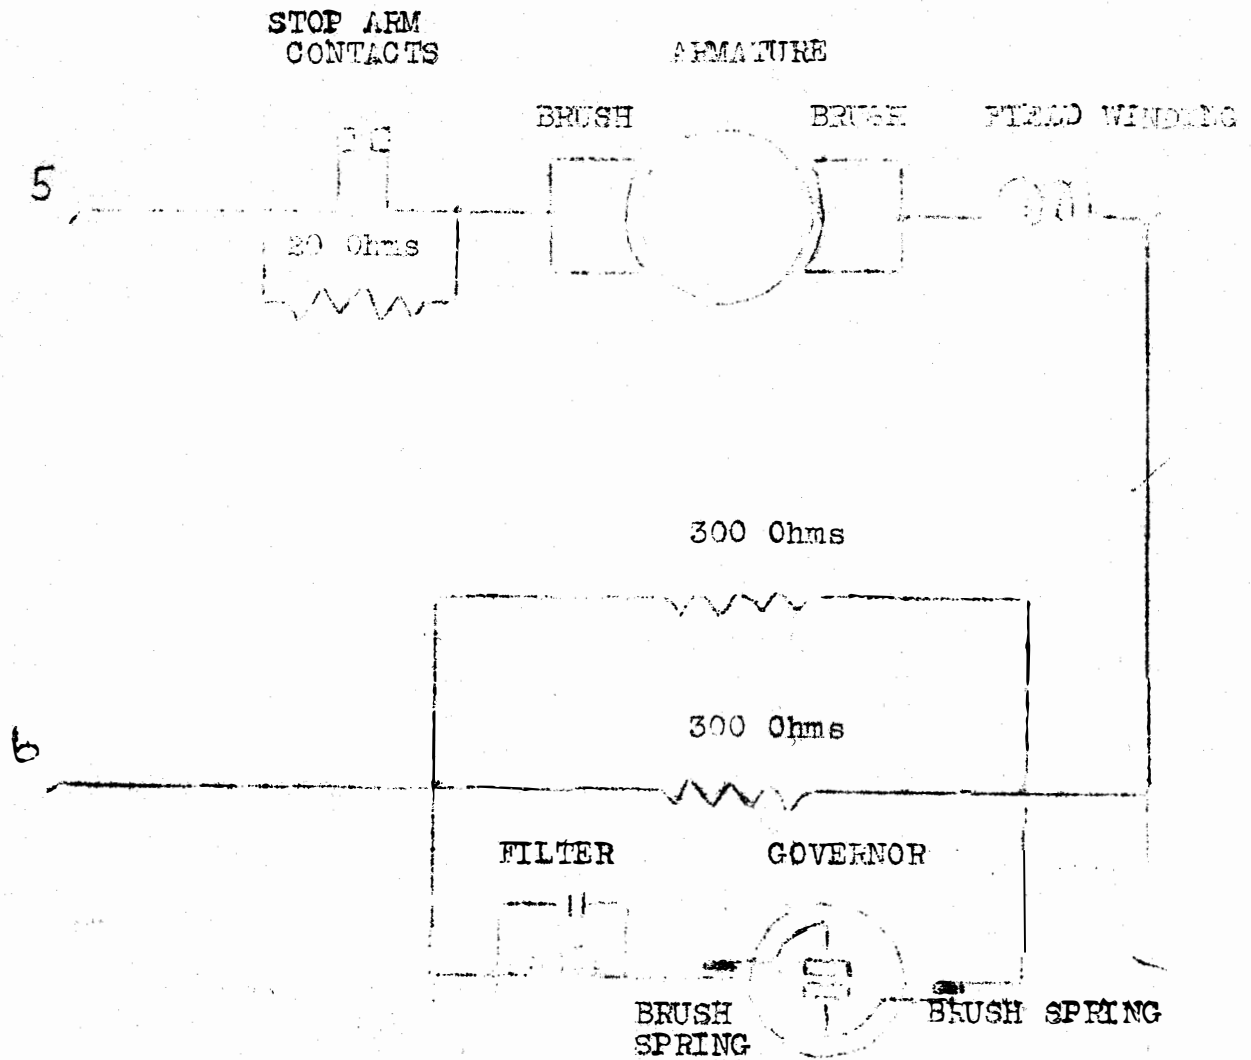 STOP ARM
CONTACTS
ARMATURE
BRUSH
BRUSH
FIELD WINDING
5
20 Ohms
300 Ohms
300 Ohms
6
FILTER
GOVERNOR
BRUSH
SPRING
BRUSH SPRING